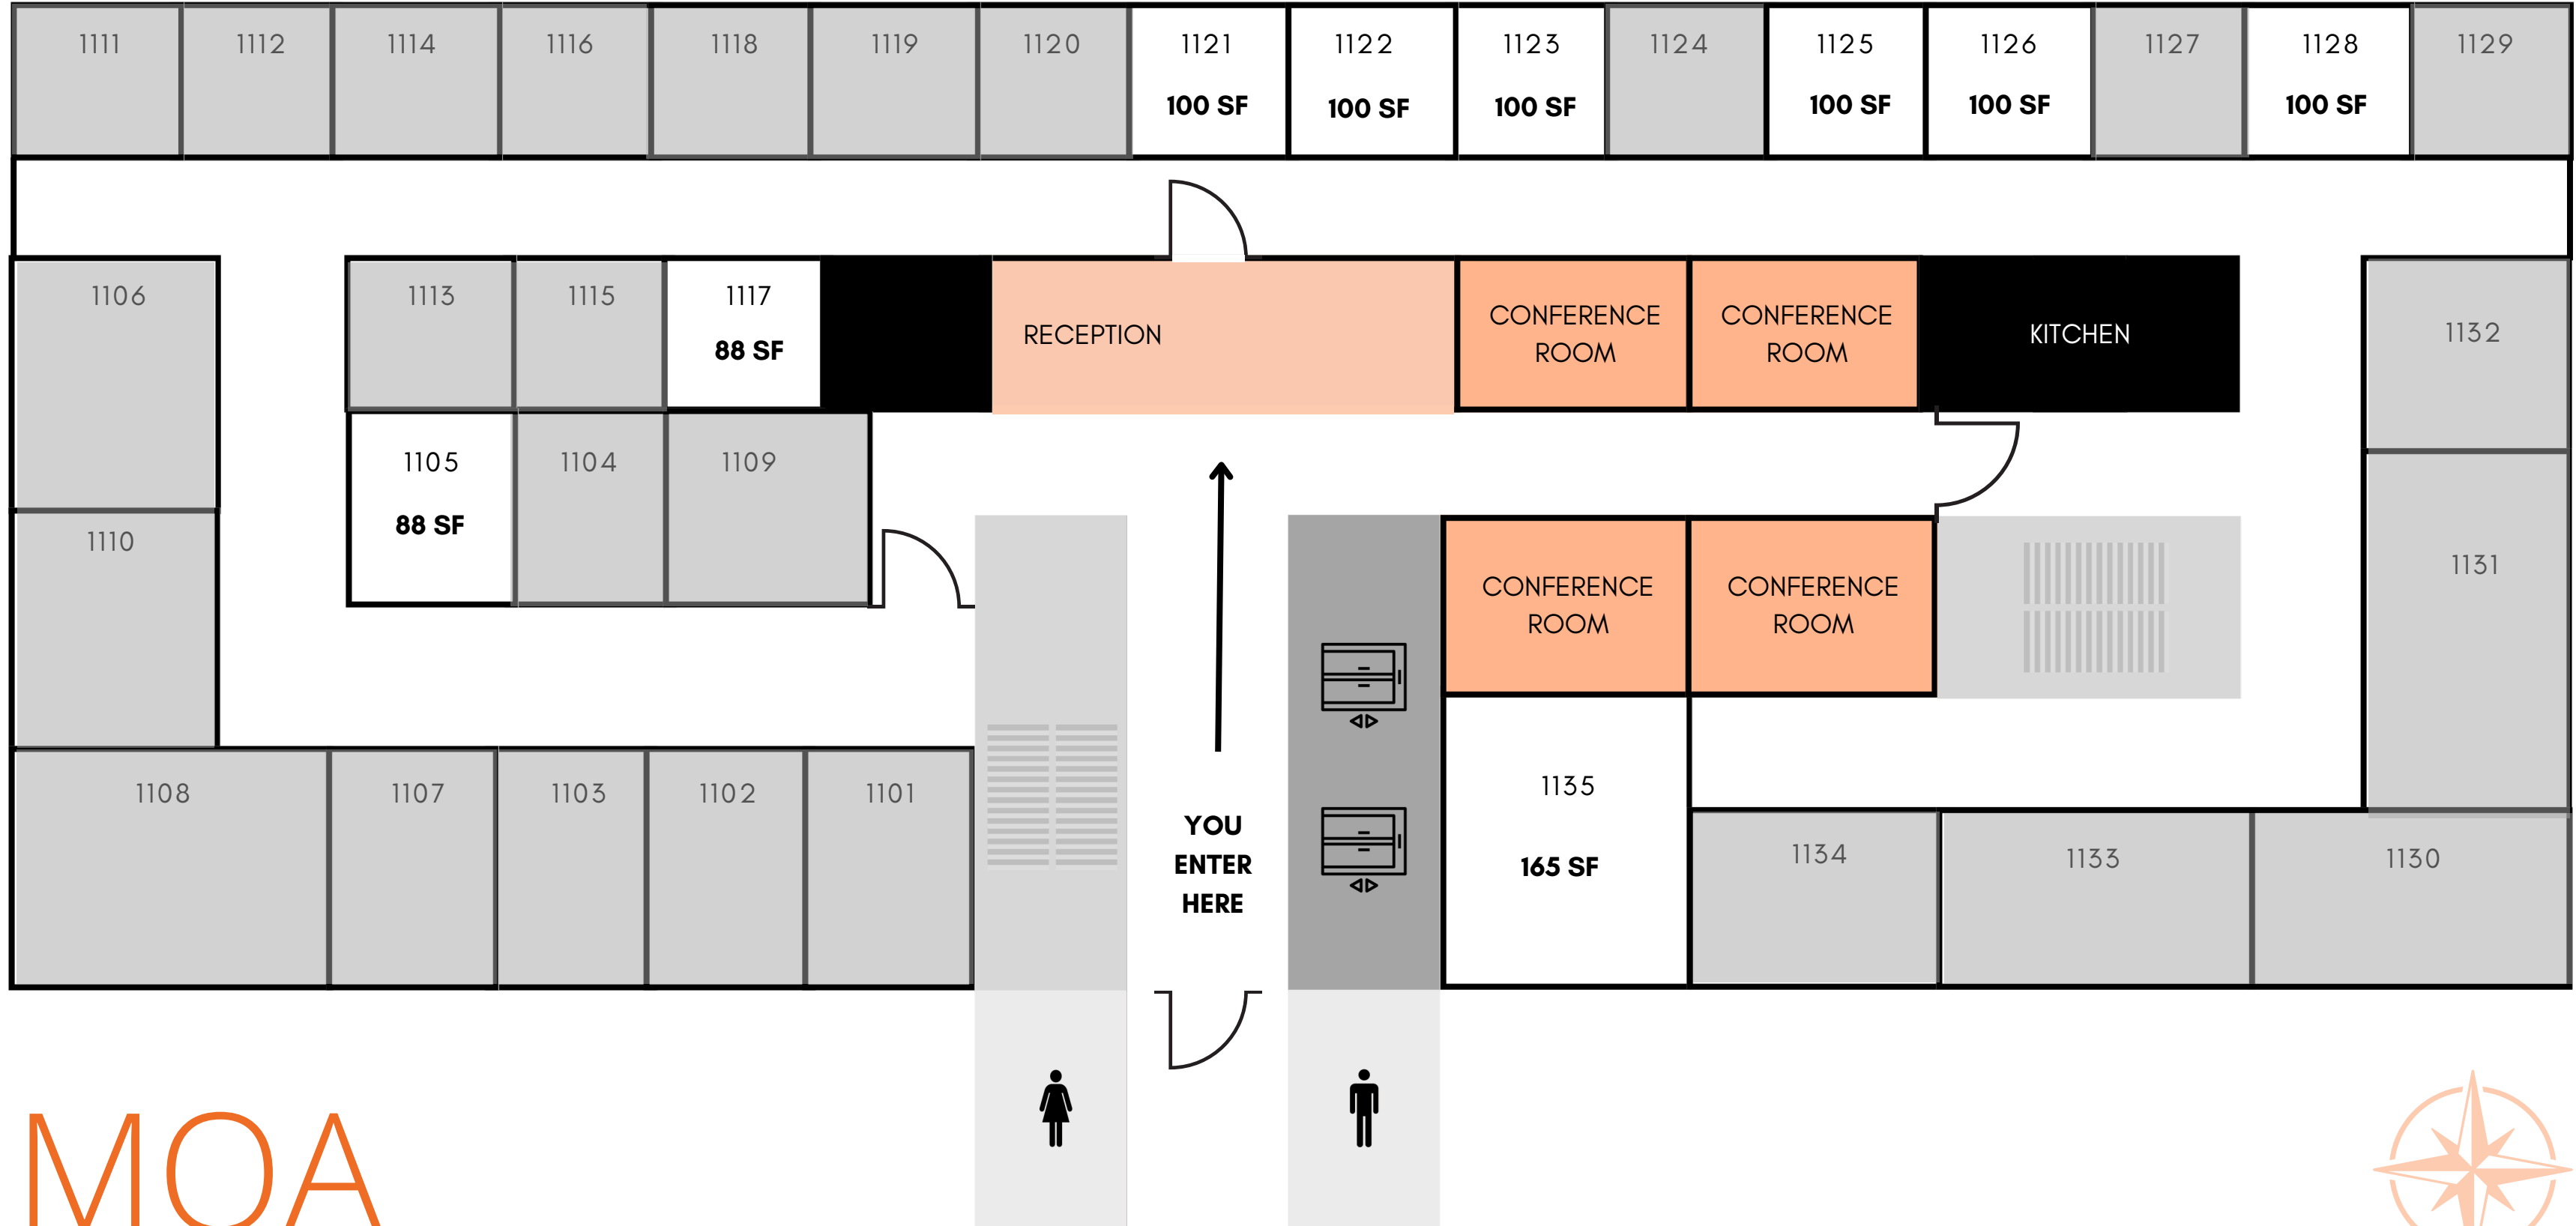 1111 1112 1114 1116 1118 1119 1120 1121 1122 1123 1124 1125 1126 1127 1128 1129
100 SF 100 SF 100 SF 100 SF 100 SF 100 SF
1106
1113 1115 1117
88 SF
RECEPTION
CONFERENCE
ROOM
CONFERENCE
ROOM
KITCHEN
1132
1105 1104 1109
88 SF
1110
CONFERENCE
ROOM
CONFERENCE
ROOM
1131
1108 1107 1103 1102 1101
YOU
ENTER
HERE
1135
165 SF
1134 1133 1130
MOA